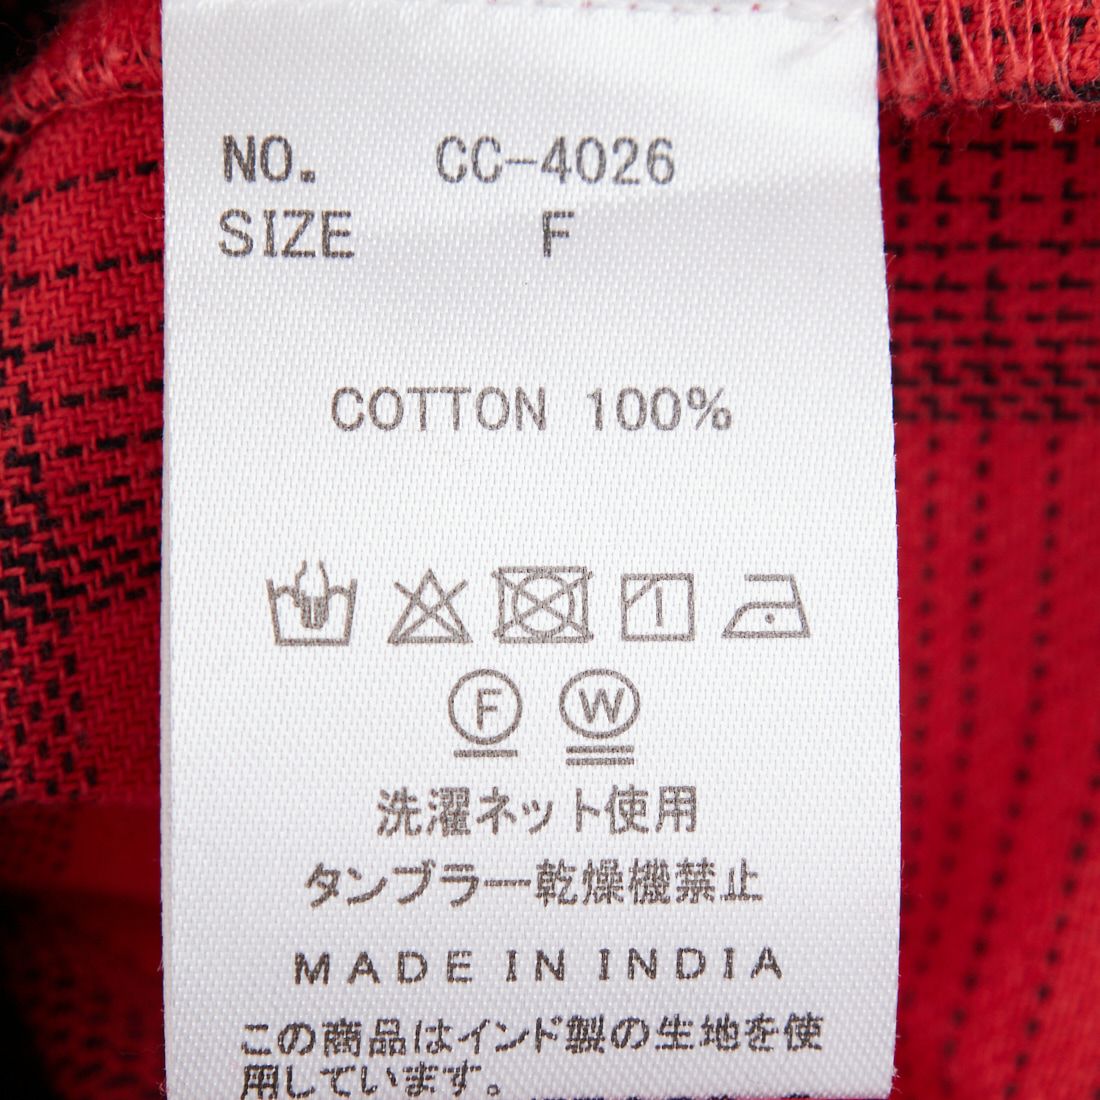 NO. CC-4026
SIZE F
COTTON 100%
F W
洗濯ネット使用
タンブラー乾燥機禁止
MADE IN INDIA
この商品はインド製の生地を使
用しています。